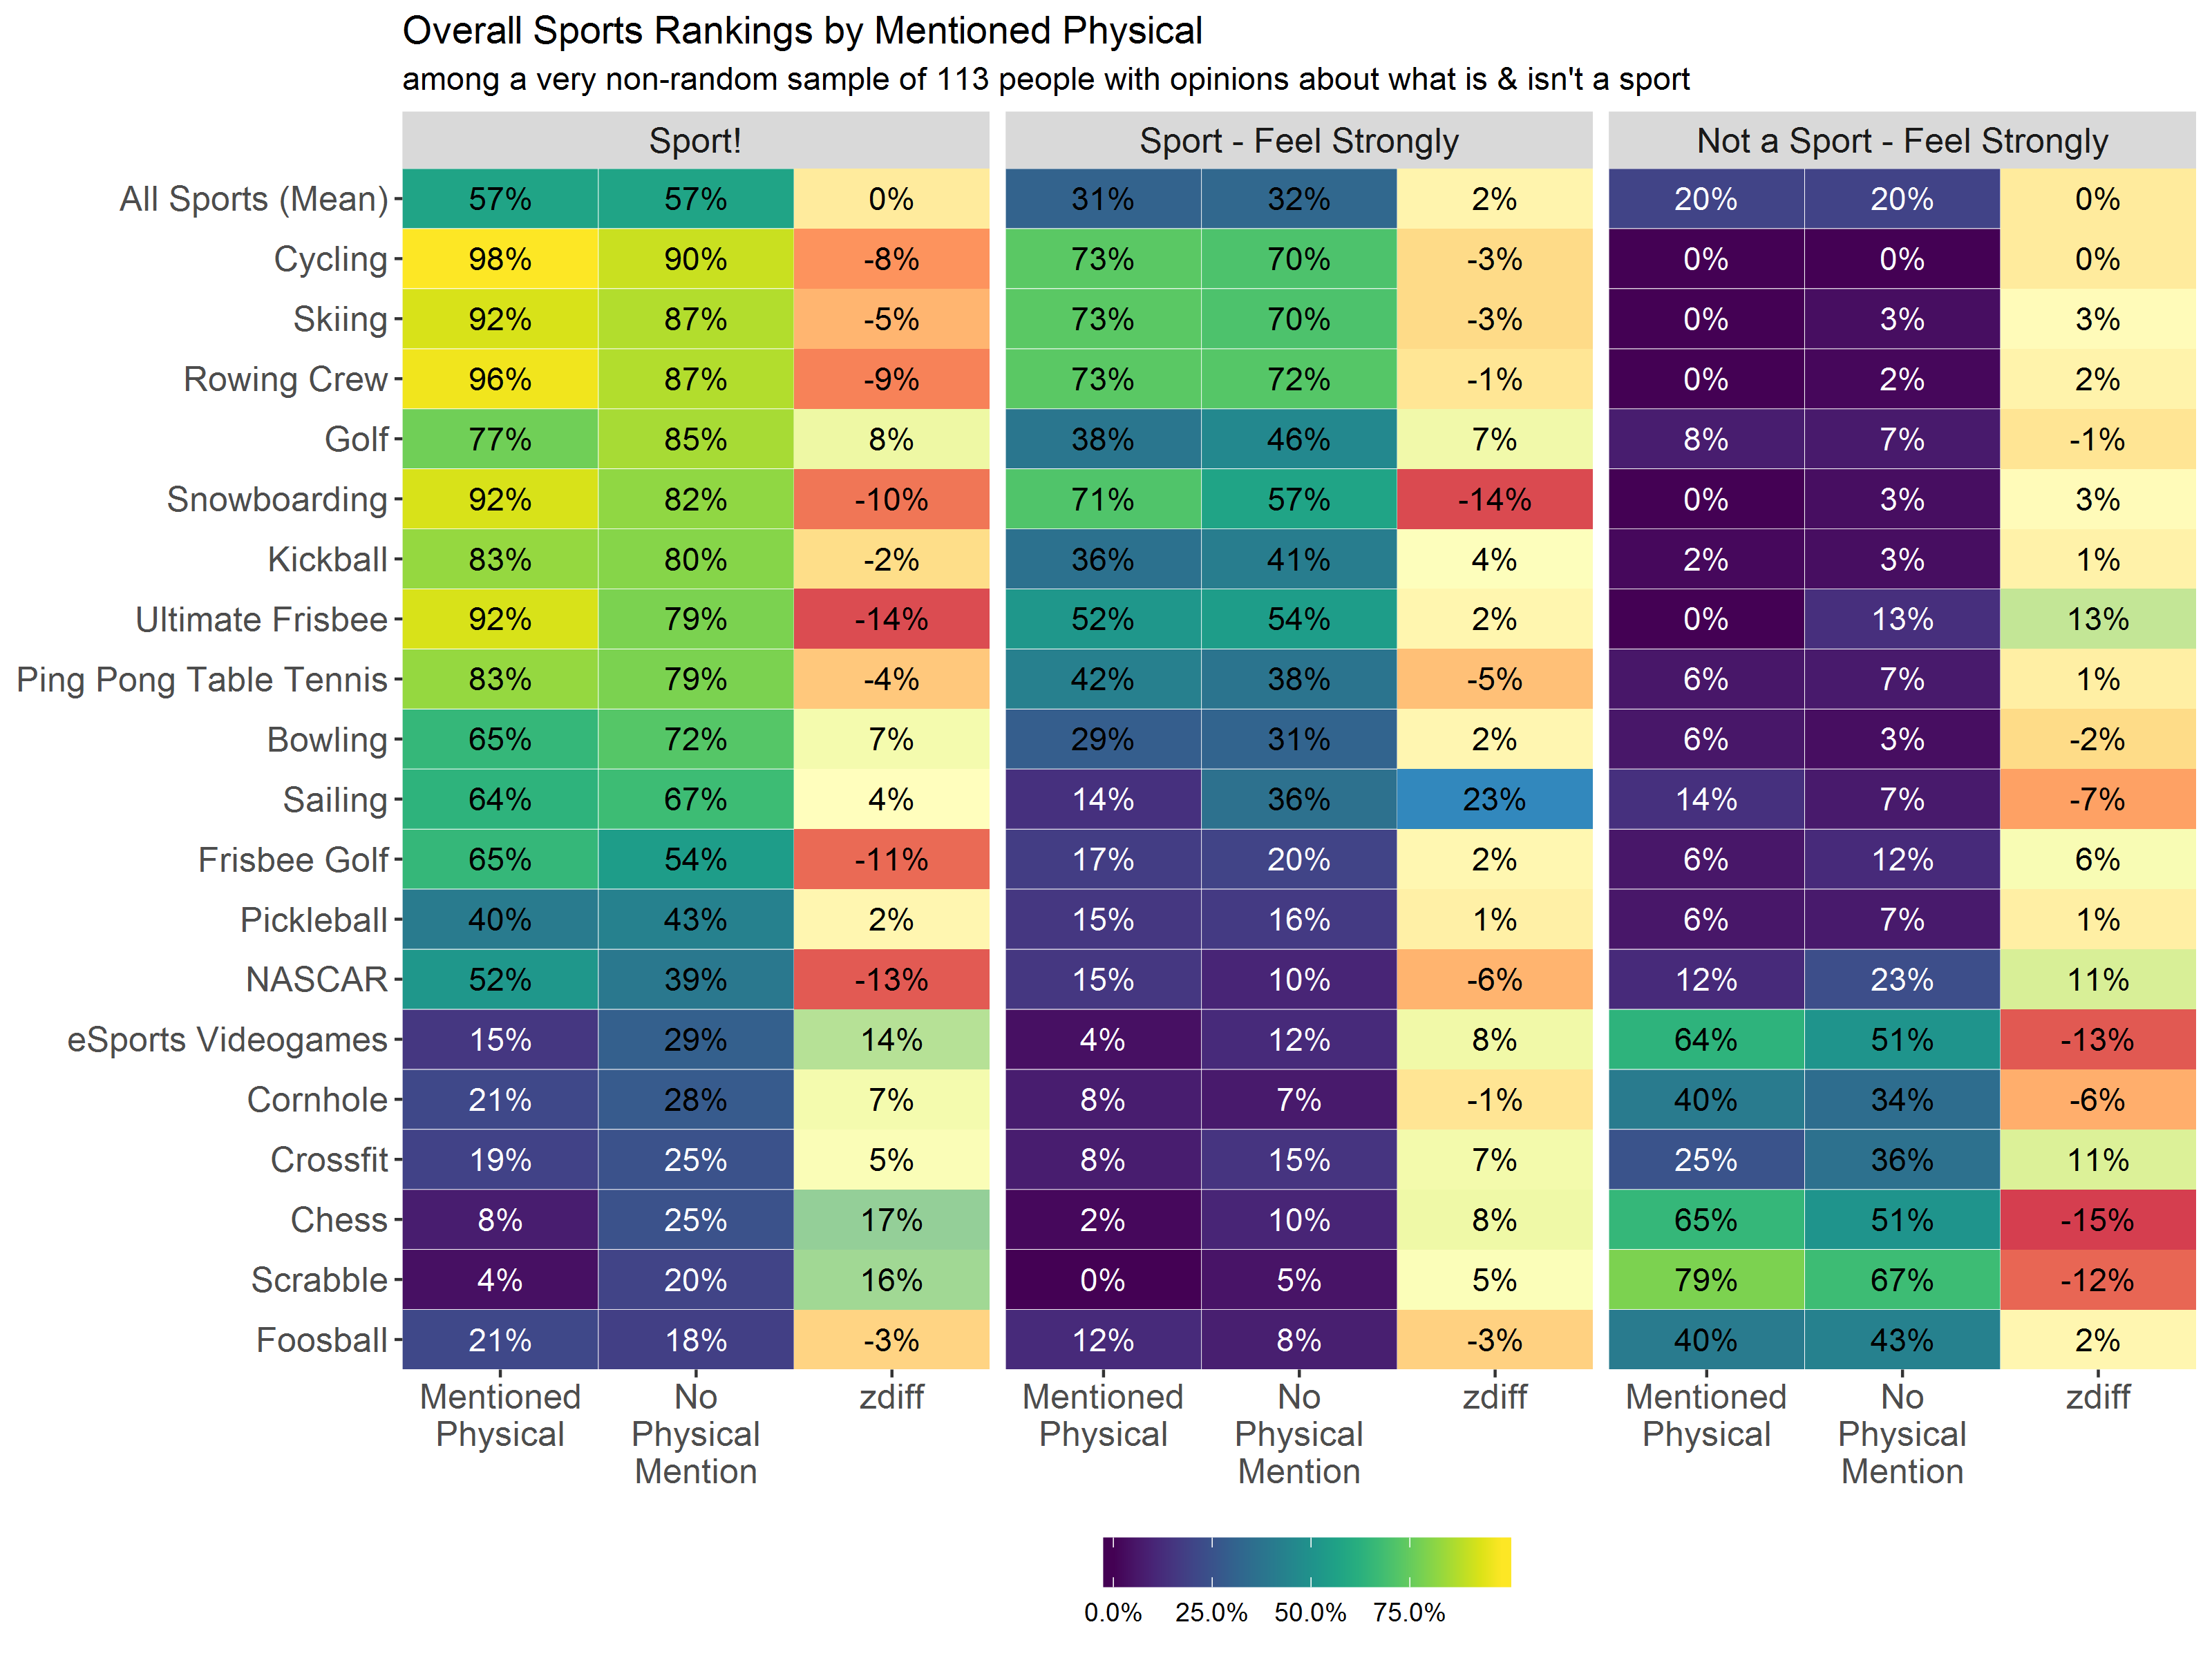 Overall Sports Rankings by Mentioned Physical
among a very non-random sample of 113 people with opinions about what is & isn't a sport
Sport! Sport - Feel Strongly Not a Sport - Feel Strongly
All Sports (Mean) 57% 57% 0% 31% 32% 2% 20% 20% 0%
Cycling 98% 90% -8% 73% 70% -3% 0% 0% 0%
Skiing 92% 87% -5% 73% 70% -3% 0% 3% 3%
Rowing Crew 96% 87% -9% 73% 72% -1% 0% 2% 2%
Golf 77% 85% 8% 38% 46% 7% 8% 7% -1%
Snowboarding 92% 82% -10% 71% 57% -14% 0% 3% 3%
Kickball 83% 80% -2% 36% 41% 4% 2% 3% 1%
Ultimate Frisbee 92% 79% -14% 52% 54% 2% 0% 13% 13%
Ping Pong Table Tennis 83% 79% -4% 42% 38% -5% 6% 7% 1%
Bowling 65% 72% 7% 29% 31% 2% 6% 3% -2%
Sailing 64% 67% 4% 14% 36% 23% 14% 7% -7%
Frisbee Golf 65% 54% -11% 17% 20% 2% 6% 12% 6%
Pickleball 40% 43% 2% 15% 16% 1% 6% 7% 1%
NASCAR 52% 39% -13% 15% 10% -6% 12% 23% 11%
eSports Videogames 15% 29% 14% 4% 12% 8% 64% 51% -13%
Cornhole 21% 28% 7% 8% 7% -1% 40% 34% -6%
Crossfit 19% 25% 5% 8% 15% 7% 25% 36% 11%
Chess 8% 25% 17% 2% 10% 8% 65% 51% -15%
Scrabble 4% 20% 16% 0% 5% 5% 79% 67% -12%
Foosball 21% 18% -3% 12% 8% -3% 40% 43% 2%
Mentioned No zdiff Mentioned No zdiff Mentioned No zdiff
Physical Physical Physical Physical Physical Physical
Mention Mention Mention
0.0% 25.0% 50.0% 75.0%